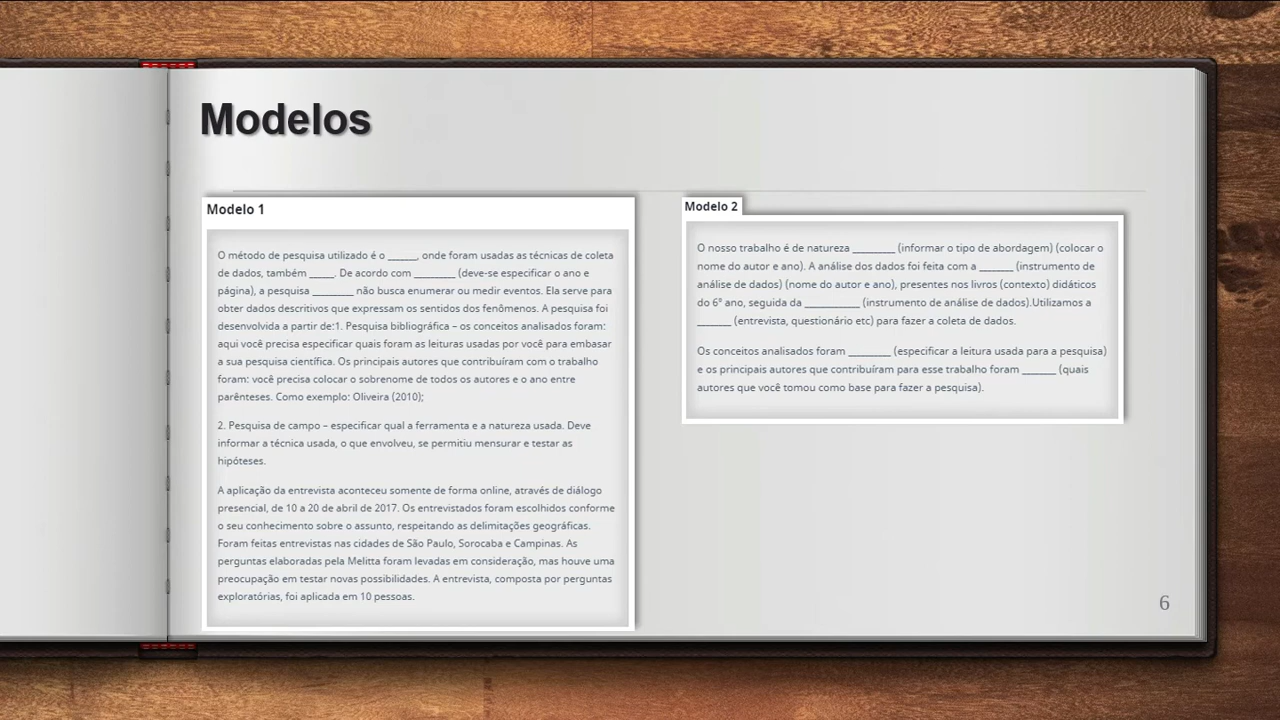 Modelos
Modelo 1
O método de pesquisa utilizado é o ______, onde foram usadas as técnicas de coleta
de dados, também _____. De acordo com ________ (deve-se especificar o ano e
página), a pesquisa ________ não busca enumerar ou medir eventos. Ela serve para
obter dados descritivos que expressam os sentidos dos fenômenos. A pesquisa foi
desenvolvida a partir de:1. Pesquisa bibliográfica – os conceitos analisados foram:
aqui você precisa especificar quais foram as leituras usadas por você para embasar
a sua pesquisa científica. Os principais autores que contribuíram com o trabalho
foram: você precisa colocar o sobrenome de todos os autores e o ano entre
parênteses. Como exemplo: Oliveira (2010);
2. Pesquisa de campo – especificar qual a ferramenta e a natureza usada. Deve
informar a técnica usada, o que envolveu, se permitiu mensurar e testar as
hipóteses.
A aplicação da entrevista aconteceu somente de forma online, através de diálogo
presencial, de 10 a 20 de abril de 2017. Os entrevistados foram escolhidos conforme
o seu conhecimento sobre o assunto, respeitando as delimitações geográficas.
Foram feitas entrevistas nas cidades de São Paulo, Sorocaba e Campinas. As
perguntas elaboradas pela Melitta foram levadas em consideração, mas houve uma
preocupação em testar novas possibilidades. A entrevista, composta por perguntas
exploratórias, foi aplicada em 10 pessoas.
Modelo 2
O nosso trabalho é de natureza _________ (informar o tipo de abordagem) (colocar o
nome do autor e ano). A análise dos dados foi feita com a _______ (instrumento de
análise de dados) (nome do autor e ano), presentes nos livros (contexto) didáticos
do 6° ano, seguida da ____________ (instrumento de análise de dados).Utilizamos a
_______ (entrevista, questionário etc) para fazer a coleta de dados.
Os conceitos analisados foram _________ (especificar a leitura usada para a pesquisa)
e os principais autores que contribuíram para esse trabalho foram _______ (quais
autores que você tomou como base para fazer a pesquisa).
6